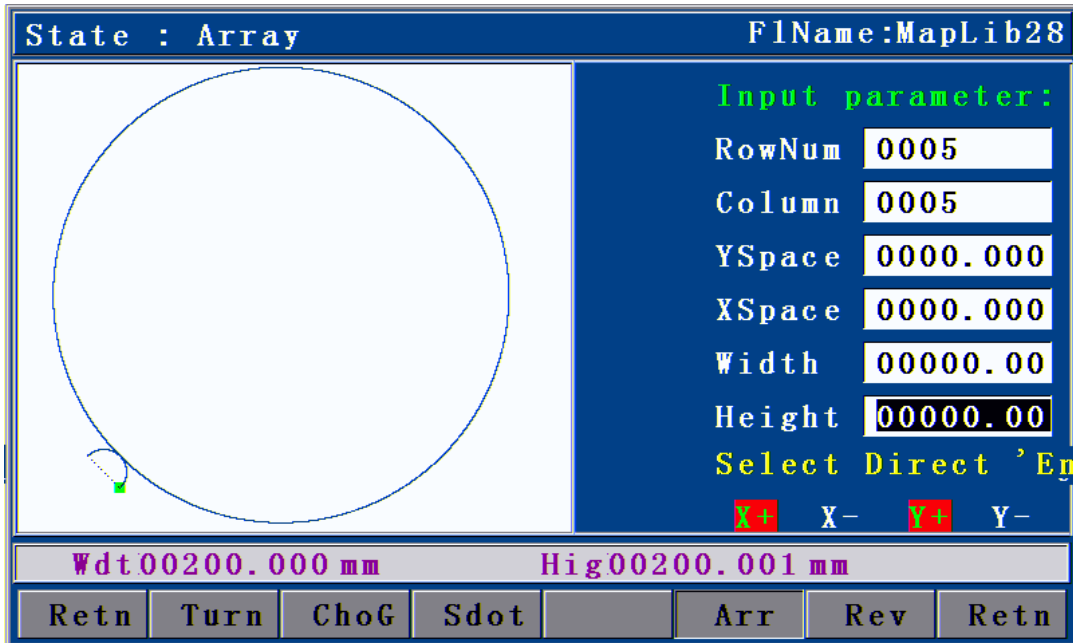 State : Array FlName:MapLib28
Input parameter:
RowNum 0005
Column 0005
YSpace 0000.000
XSpace 0000.000
Width 00000.00
Height 00000.00
Select Direct 'En
X+ X- Y+ Y-
Wdt00200.000 mm Hig00200.001 mm
Retn Turn ChoG Sdot Arr Rev Retn